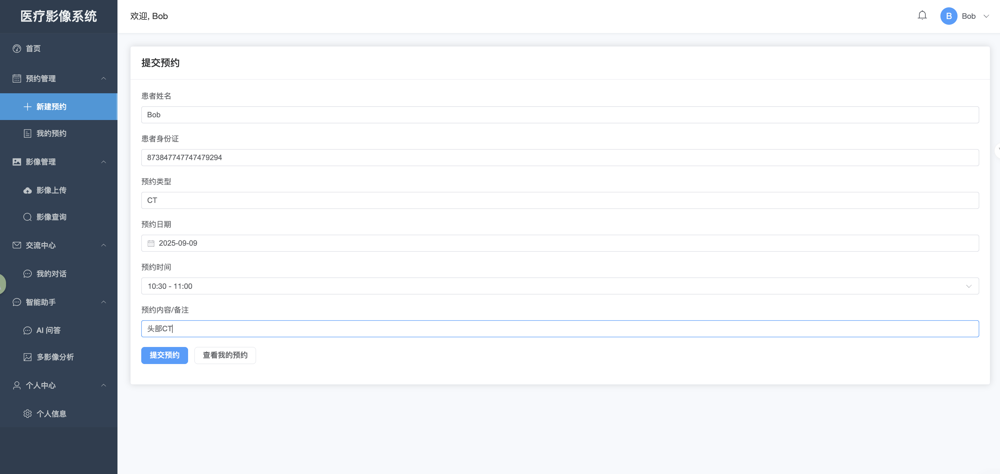 医疗影像系统
首页
预约管理
新建预约
我的预约
影像管理
影像上传
影像查询
交流中心
我的对话
智能助手
AI 问答
多影像分析
个人中心
个人信息
欢迎, Bob
B
Bob
提交预约
患者姓名
Bob
患者身份证
873847747747479294
预约类型
CT
预约日期
2025-09-09
预约时间
10:30 - 11:00
预约内容/备注
头部CT
提交预约
查看我的预约